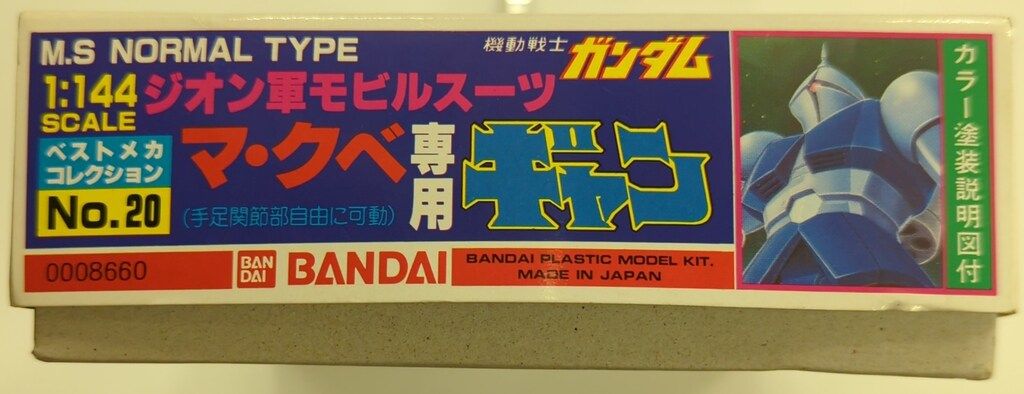 M.S NORMAL TYPE
機動戦士 ガンダム
1:144
SCALE
ジオン軍モビルスーツ
ベストメカ
コレクション
No.20
マ・クベ専用
ギャン
(手足関節部自由に可動)
0008660
BAN
DAI
BANDAI
BANDAI PLASTIC MODEL KIT.
MADE IN JAPAN
カラー塗装説明図付